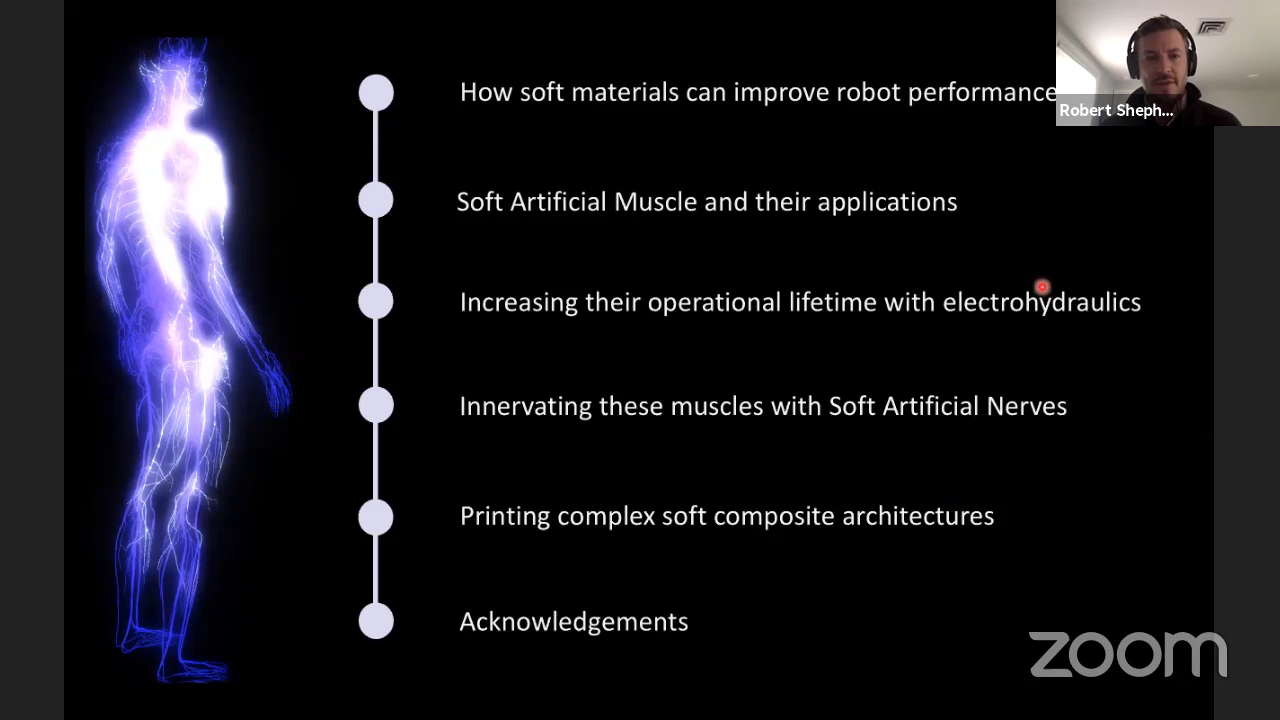 How soft materials can improve robot performance
Robert Sheph...
Soft Artificial Muscle and their applications
Increasing their operational lifetime with electrohydraulics
Innervating these muscles with Soft Artificial Nerves
Printing complex soft composite architectures
Acknowledgements
zoom